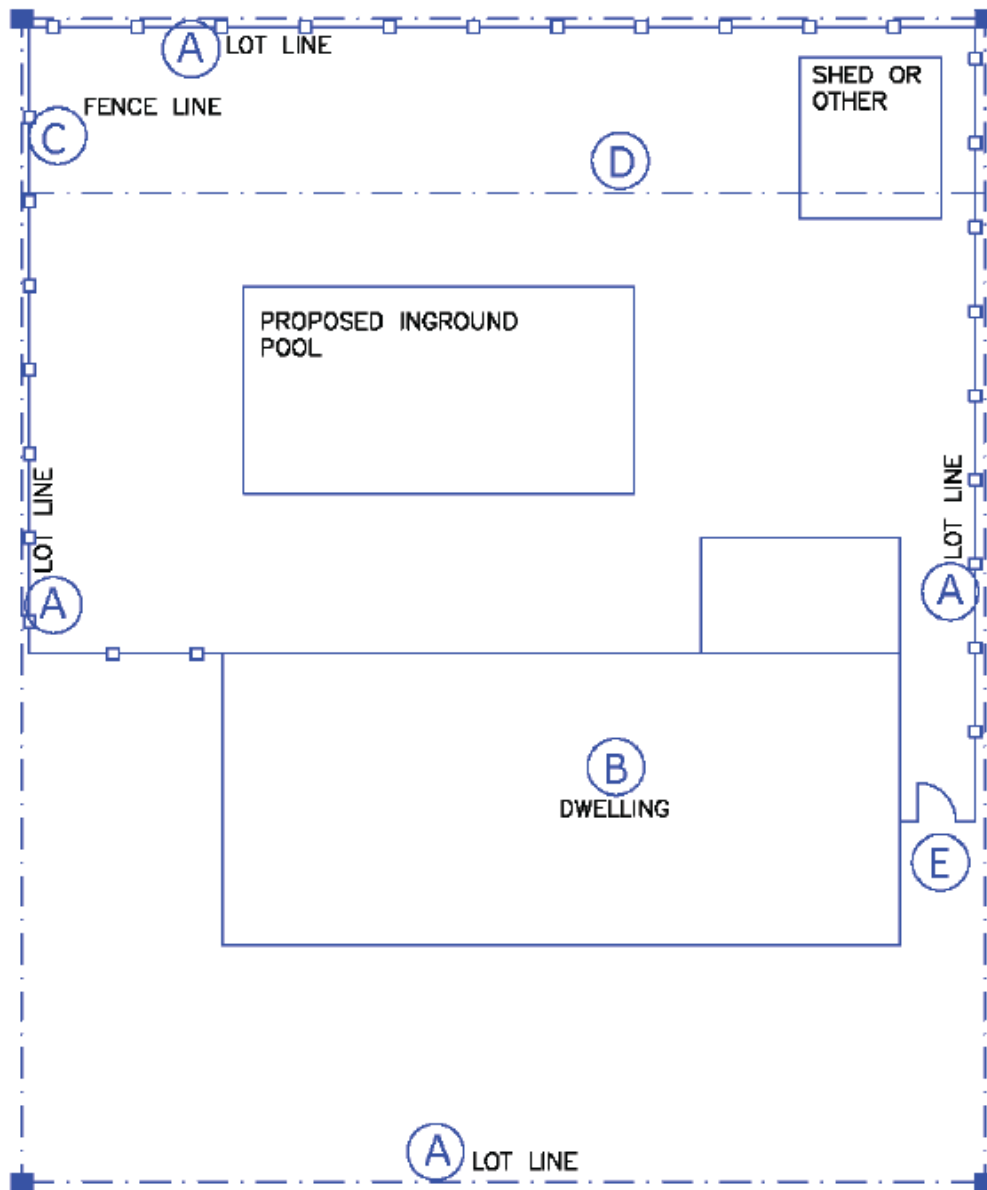 A LOT LINE
SHED OR
OTHER
FENCE LINE
C
D
PROPOSED INGROUND
POOL
LOT LINE
A
LOT LINE
A
B
DWELLING
E
A LOT LINE